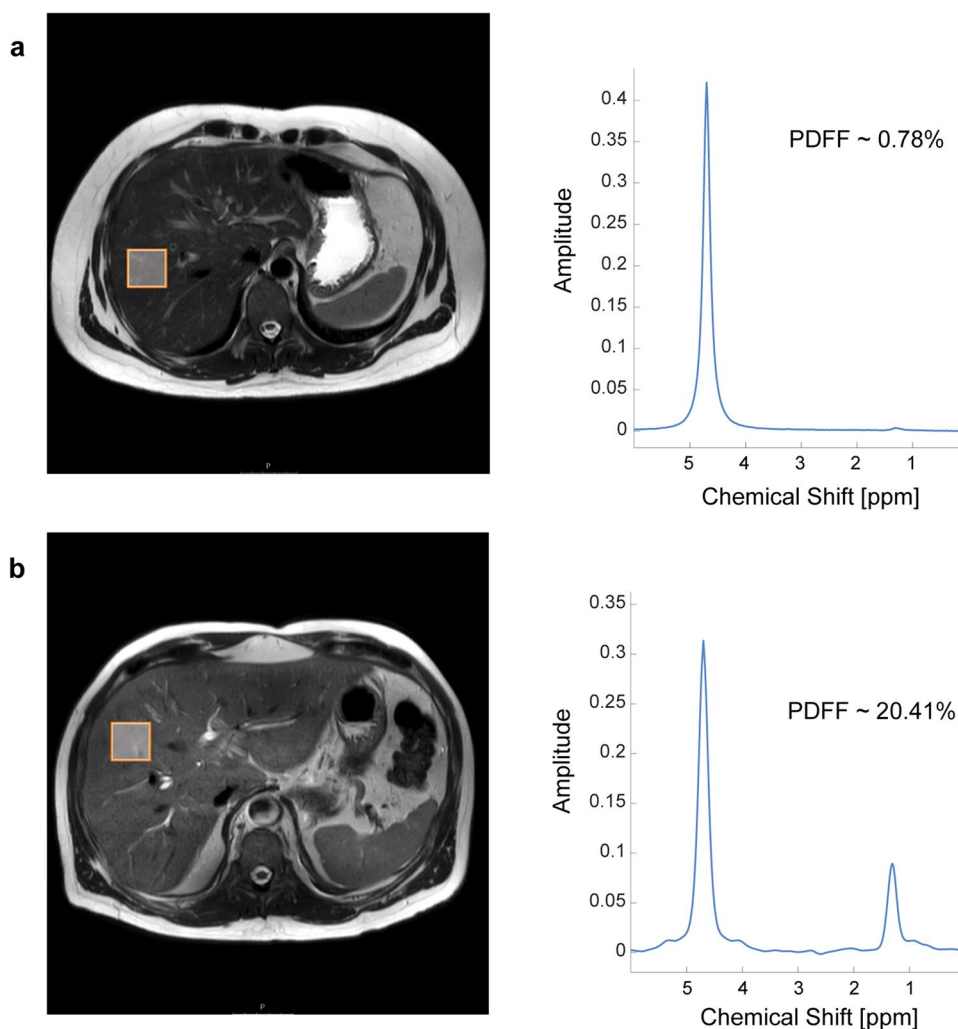 a
0.4
0.35
0.3
0.25
0.2
0.15
0.1
0.05
0
Amplitude
PDFF ~ 0.78%
5 4 3 2 1
Chemical Shift [ppm]
P
b
0.35
0.3
0.25
0.2
0.15
0.1
0.05
0
Amplitude
PDFF ~ 20.41%
5 4 3 2 1
Chemical Shift [ppm]
P